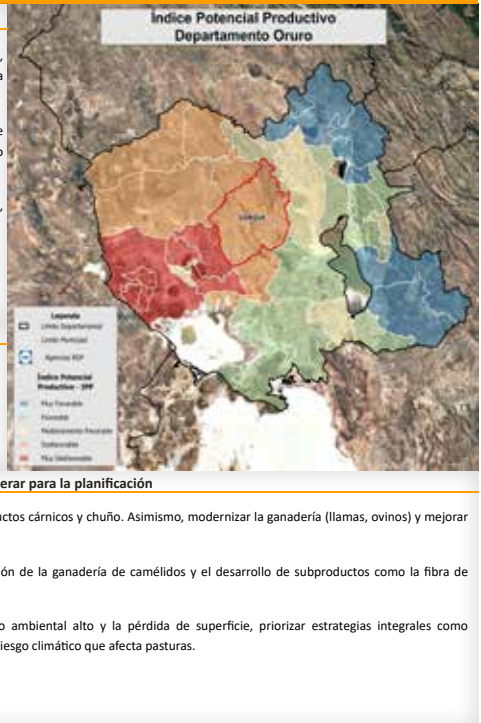 Índice Potencial Productivo
Departamento Oruro
Leyenda
Límite Departamental
Límite Municipal
Agencias BDP
Índice Potencial
Productivo - IPP
Muy Favorable
Favorable
Medianamente Favorable
Desfavorable
Muy Desfavorable
erar para la planificación
uctos cárnicos y chuño. Asimismo, modernizar la ganadería (llamas, ovinos) y mejorar
ón de la ganadería de camélidos y el desarrollo de subproductos como la fibra de
o ambiental alto y la pérdida de superficie, priorizar estrategias integrales como
iesgo climático que afecta pasturas.